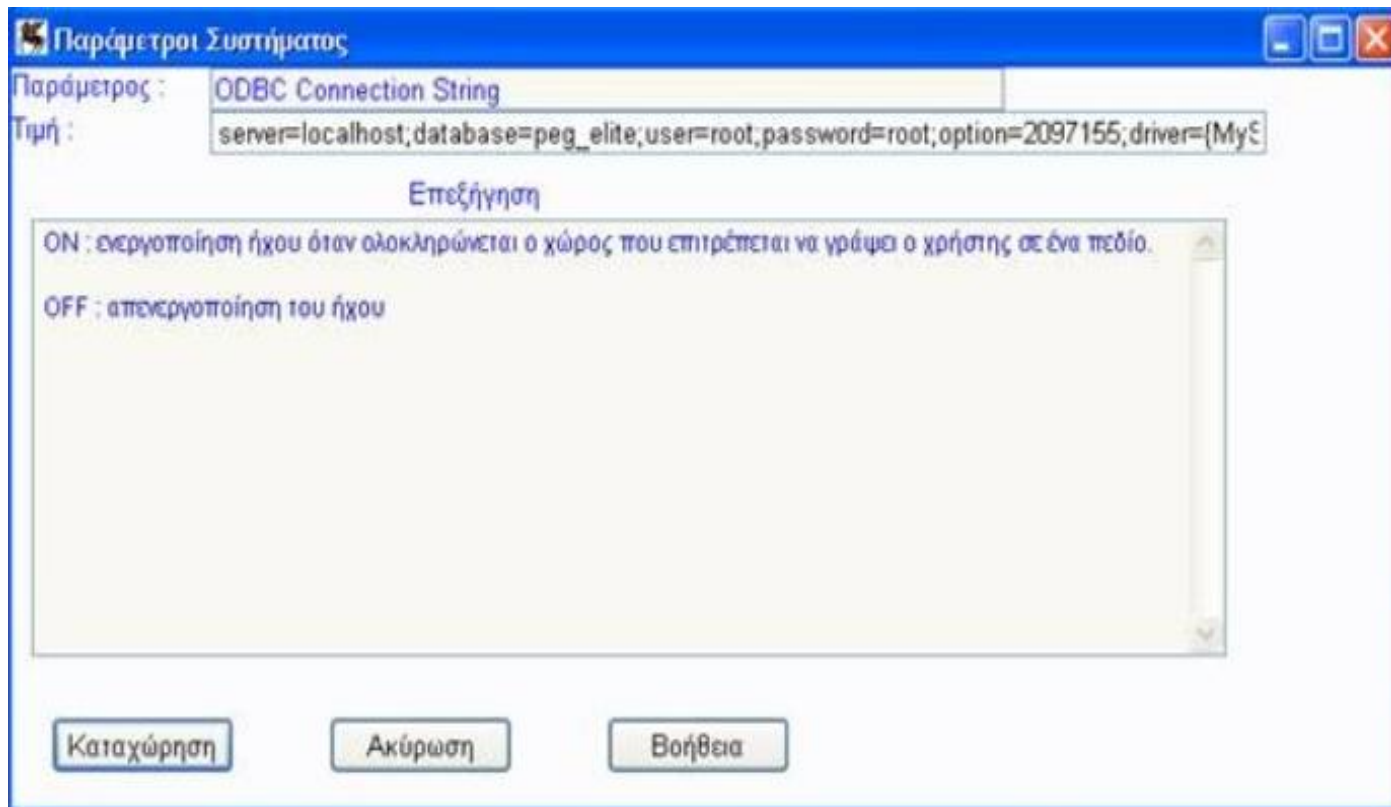 Παράμετροι Συστήματος
Παράμετρος : ODBC Connection String
Τιμή : server=localhost;database=peg_elite;user=root,password=root;option=2097155;driver={MyS
Επεξήγηση
ON : ενεργοποίηση ήχου όταν ολοκληρώνεται ο χώρος που επιτρέπεται να γράψει ο χρήστης σε ένα πεδίο.
OFF : απενεργοποίηση του ήχου
Καταχώρηση Ακύρωση Βοήθεια